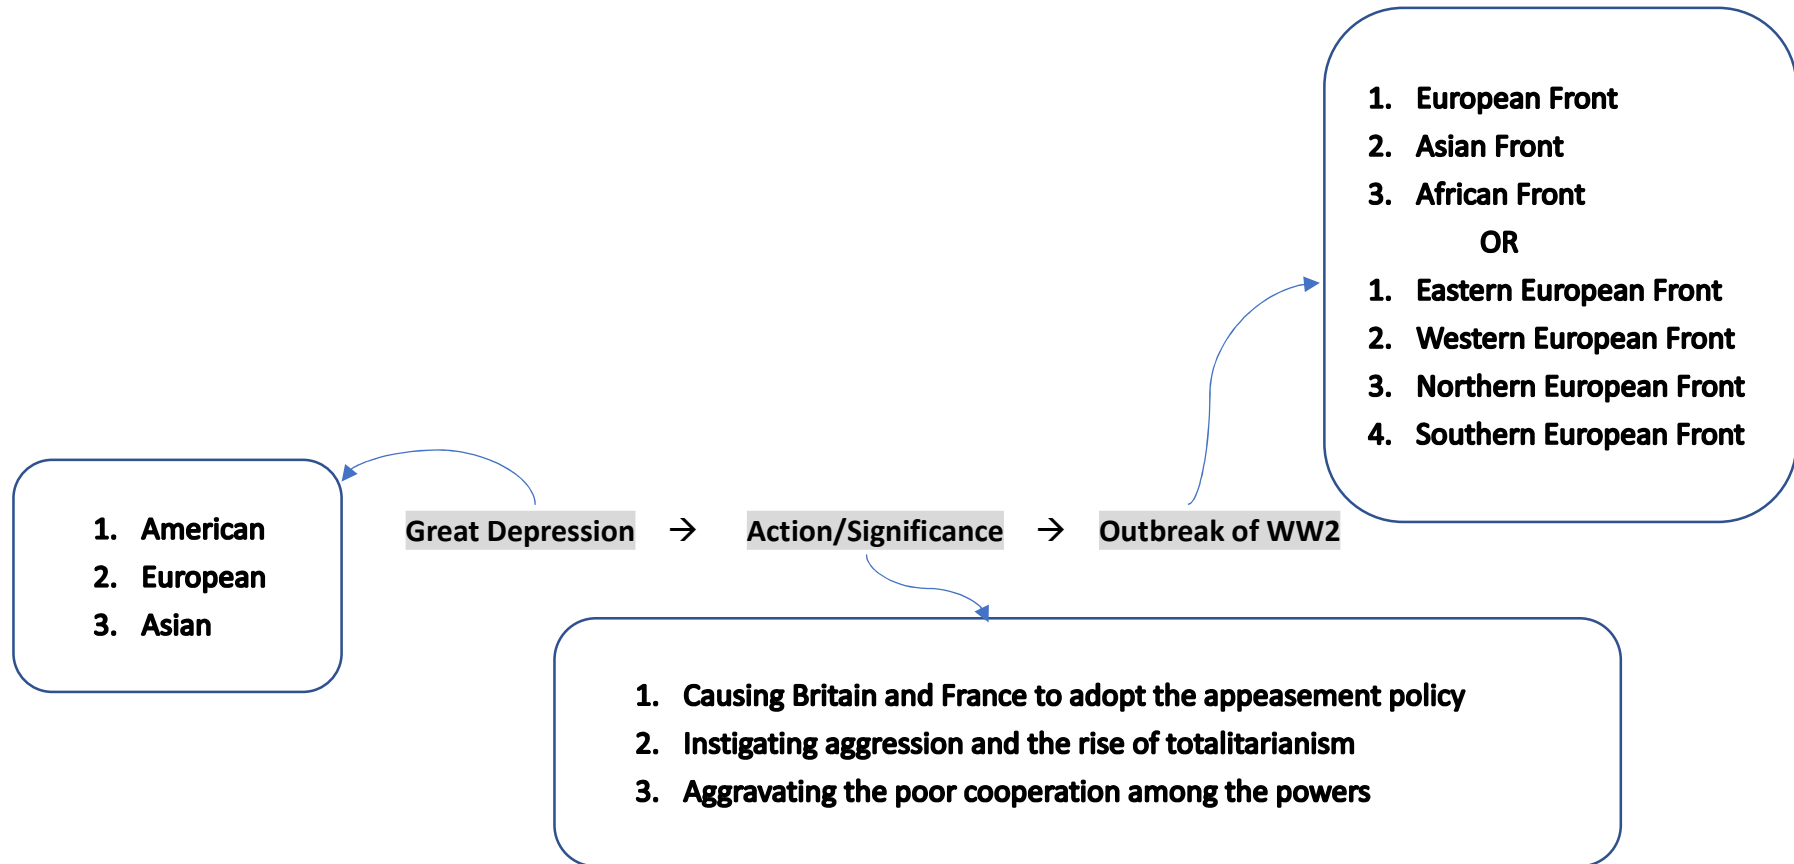 1. European Front
2. Asian Front
3. African Front
OR
1. Eastern European Front
2. Western European Front
3. Northern European Front
4. Southern European Front
1. American
2. European
3. Asian
Great Depression → Action/Significance → Outbreak of WW2
1. Causing Britain and France to adopt the appeasement policy
2. Instigating aggression and the rise of totalitarianism
3. Aggravating the poor cooperation among the powers